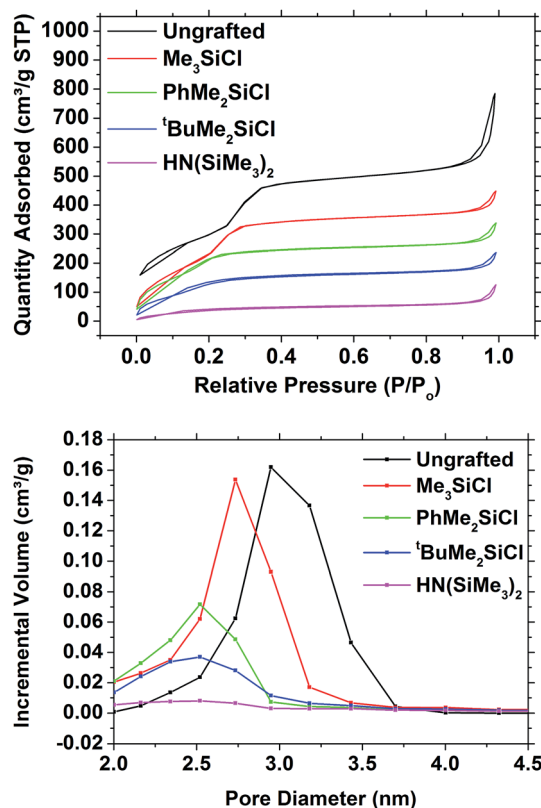 1000
900
800
700
600
500
400
300
200
100
0
Quantity Adsorbed (cm³/g STP)
Ungrafted
Me₃SiCl
PhMe₂SiCl
ᵗBuMe₂SiCl
HN(SiMe₃)₂
0.0 0.2 0.4 0.6 0.8 1.0
Relative Pressure (P/Pₒ)
0.18
0.16
0.14
0.12
0.10
0.08
0.06
0.04
0.02
0.00
-0.02
Incremental Volume (cm³/g)
Ungrafted
Me₃SiCl
PhMe₂SiCl
ᵗBuMe₂SiCl
HN(SiMe₃)₂
2.0 2.5 3.0 3.5 4.0 4.5
Pore Diameter (nm)